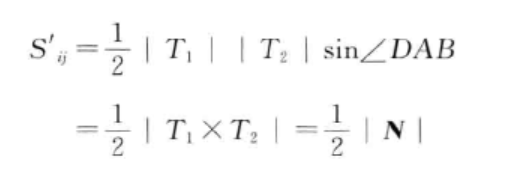 S'ᵢⱼ = 1/2 | T₁ | | T₂ | sin∠DAB
= 1/2 | T₁ × T₂ | = 1/2 | N |